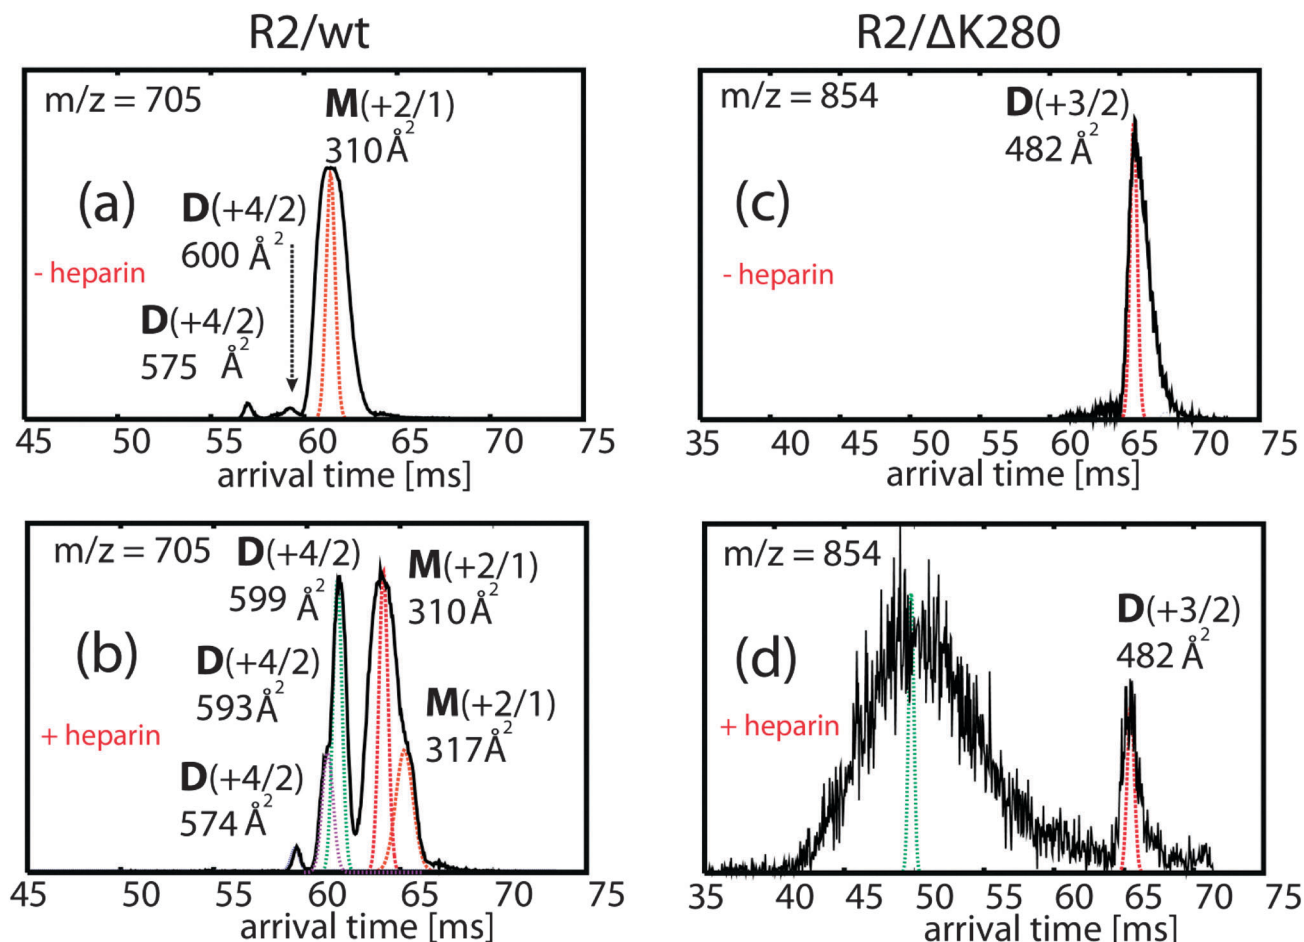 R2/wt
R2/ΔK280
m/z = 705
M(+2/1)
310 Å²
(a)
D(+4/2)
600 Å²
- heparin
D(+4/2)
575 Å²
45 50 55 60 65 70 75
arrival time [ms]
m/z = 854
D(+3/2)
482 Å²
(c)
- heparin
35 40 45 50 55 60 65 70 75
arrival time [ms]
m/z = 705
D(+4/2)
599 Å²
M(+2/1)
310 Å²
(b)
D(+4/2)
593Å²
M(+2/1)
317Å²
+ heparin
D(+4/2)
574 Å²
45 50 55 60 65 70 75
arrival time [ms]
m/z = 854
D(+3/2)
482 Å²
(d)
+ heparin
35 40 45 50 55 60 65 70 75
arrival time [ms]